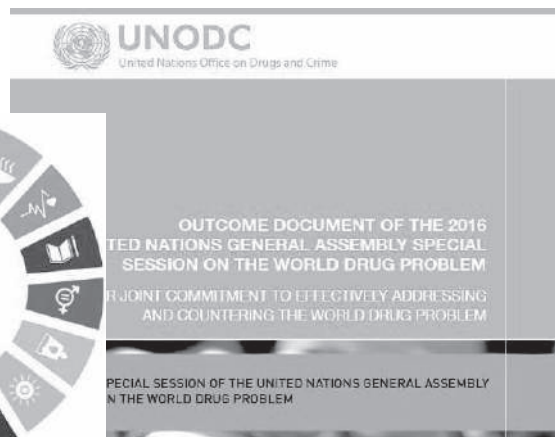 UNODC
United Nations Office on Drugs and Crime
OUTCOME DOCUMENT OF THE 2016
TED NATIONS GENERAL ASSEMBLY SPECIAL
SESSION ON THE WORLD DRUG PROBLEM
R JOINT COMMITMENT TO EFFECTIVELY ADDRESSING
AND COUNTERING THE WORLD DRUG PROBLEM
PECIAL SESSION OF THE UNITED NATIONS GENERAL ASSEMBLY
N THE WORLD DRUG PROBLEM